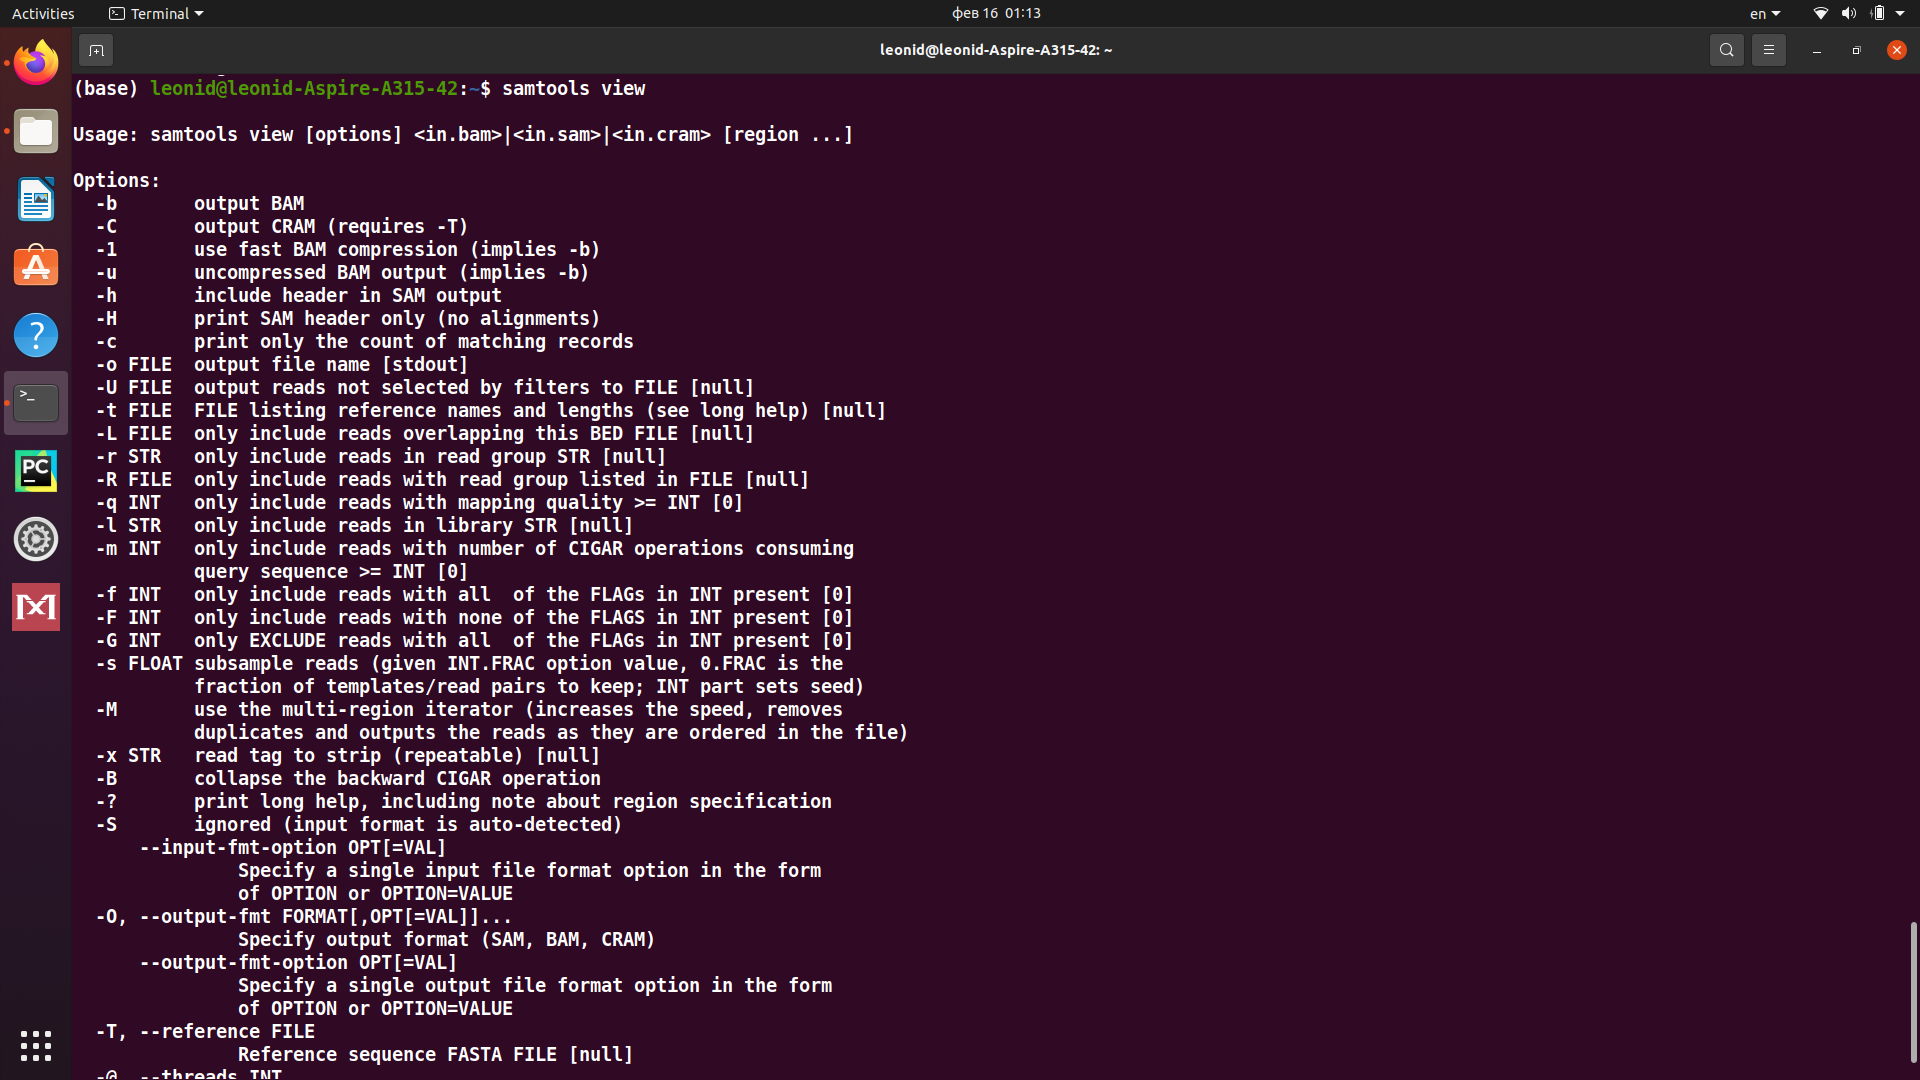 Activities
Terminal
фев 16 01:13
en
leonid@leonid-Aspire-A315-42: ~
(base) leonid@leonid-Aspire-A315-42:~$ samtools view
Usage: samtools view [options] <in.bam>|<in.sam>|<in.cram> [region ...]
Options:
-b output BAM
-C output CRAM (requires -T)
-1 use fast BAM compression (implies -b)
-u uncompressed BAM output (implies -b)
-h include header in SAM output
-H print SAM header only (no alignments)
-c print only the count of matching records
-o FILE output file name [stdout]
-U FILE output reads not selected by filters to FILE [null]
-t FILE FILE listing reference names and lengths (see long help) [null]
-L FILE only include reads overlapping this BED FILE [null]
-r STR only include reads in read group STR [null]
-R FILE only include reads with read group listed in FILE [null]
-q INT only include reads with mapping quality >= INT [0]
-l STR only include reads in library STR [null]
-m INT only include reads with number of CIGAR operations consuming
query sequence >= INT [0]
-f INT only include reads with all of the FLAGs in INT present [0]
-F INT only include reads with none of the FLAGS in INT present [0]
-G INT only EXCLUDE reads with all of the FLAGs in INT present [0]
-s FLOAT subsample reads (given INT.FRAC option value, 0.FRAC is the
fraction of templates/read pairs to keep; INT part sets seed)
-M use the multi-region iterator (increases the speed, removes
duplicates and outputs the reads as they are ordered in the file)
-x STR read tag to strip (repeatable) [null]
-B collapse the backward CIGAR operation
-? print long help, including note about region specification
-S ignored (input format is auto-detected)
--input-fmt-option OPT[=VAL]
Specify a single input file format option in the form
of OPTION or OPTION=VALUE
-O, --output-fmt FORMAT[,OPT[=VAL]]...
Specify output format (SAM, BAM, CRAM)
--output-fmt-option OPT[=VAL]
Specify a single output file format option in the form
of OPTION or OPTION=VALUE
-T, --reference FILE
Reference sequence FASTA FILE [null]
-@, --threads INT
PC